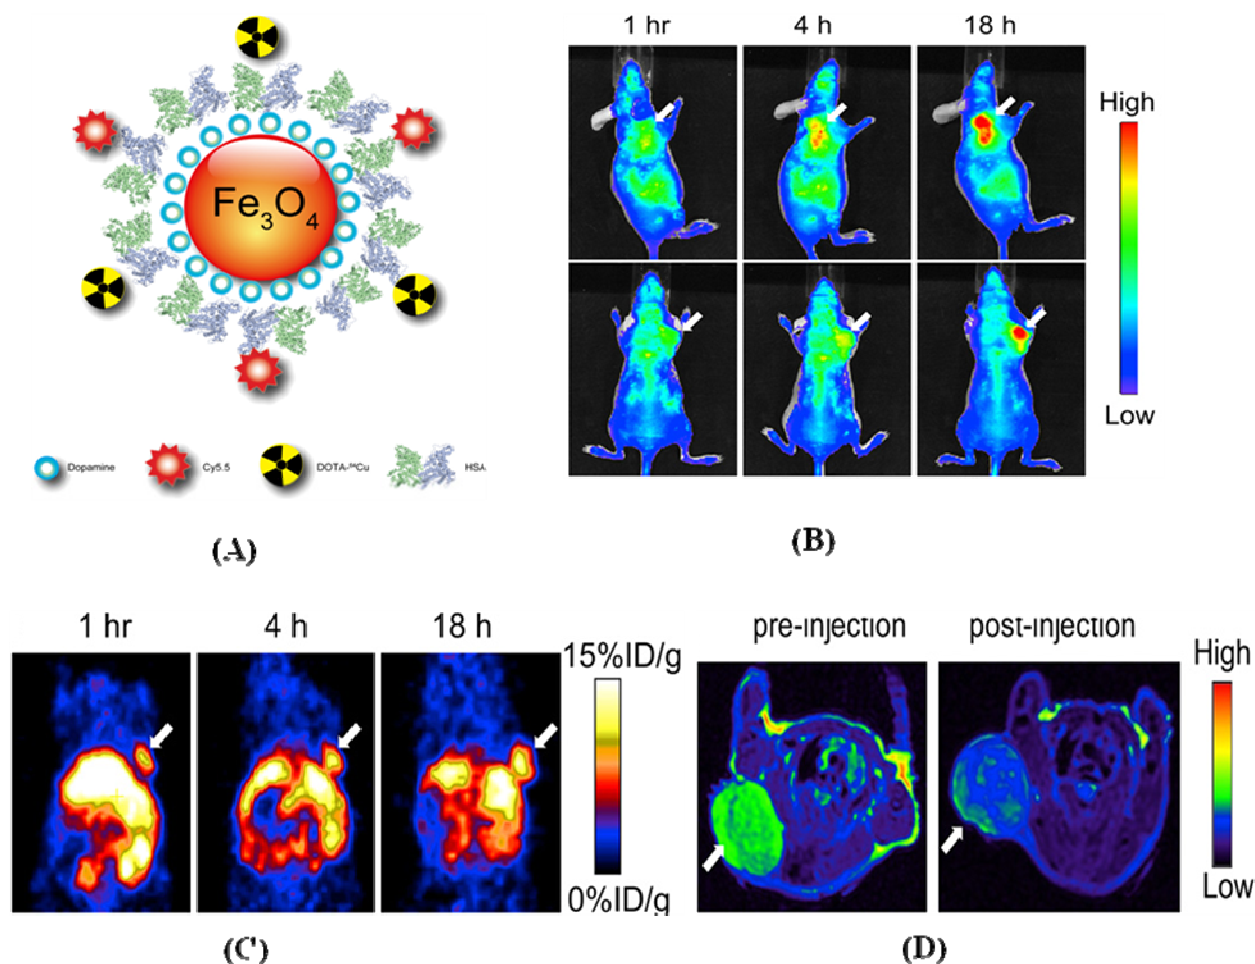 Fe3O4
Dopamine
Cy5.5
DOTA-⁶⁴Cu
HSA
(A)
1 hr
4 h
18 h
High
Low
(B)
1 hr
4 h
18 h
15%ID/g
0%ID/g
(C)
pre-injection
post-injection
High
Low
(D)